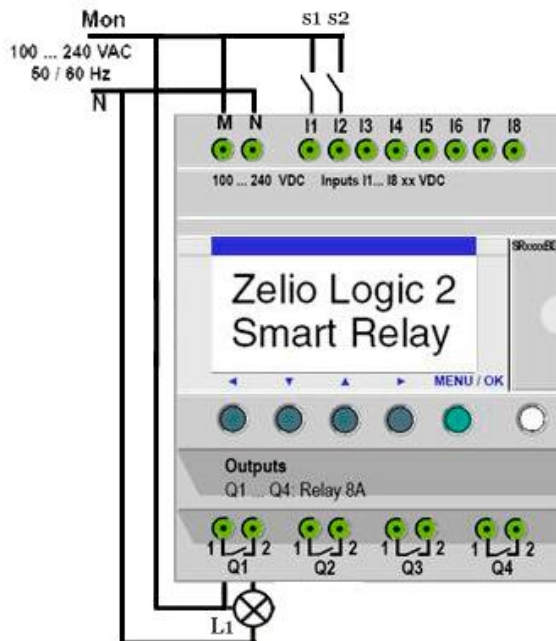 Mon
S1 S2
100 ... 240 VAC
50 / 60 Hz
N
M N I1 I2 I3 I4 I5 I6 I7 I8
100 ... 240 VDC Inputs I1... I8 xx VDC
SRxxxxBD
Zelio Logic 2
Smart Relay
MENU / OK
Outputs
Q1 ... Q4: Relay 8A
1 2 1 2 1 2 1 2
Q1 Q2 Q3 Q4
L1